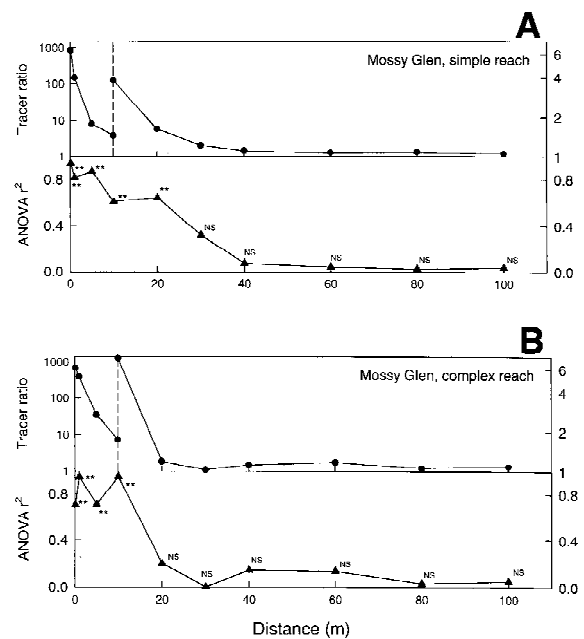 A
Mossy Glen, simple reach
Tracer ratio
1000
100
10
1
6
4
2
1
ANOVA r²
0.8
0.4
0.0
0.8
0.4
0.0
**
**
**
**
**
NS
NS
NS
NS
NS
0
20
40
60
80
100
B
Mossy Glen, complex reach
Tracer ratio
1000
100
10
1
6
4
2
1
ANOVA r²
0.8
0.4
0.0
0.8
0.4
0.0
**
**
**
**
NS
NS
NS
NS
NS
NS
0
20
40
60
80
100
Distance (m)